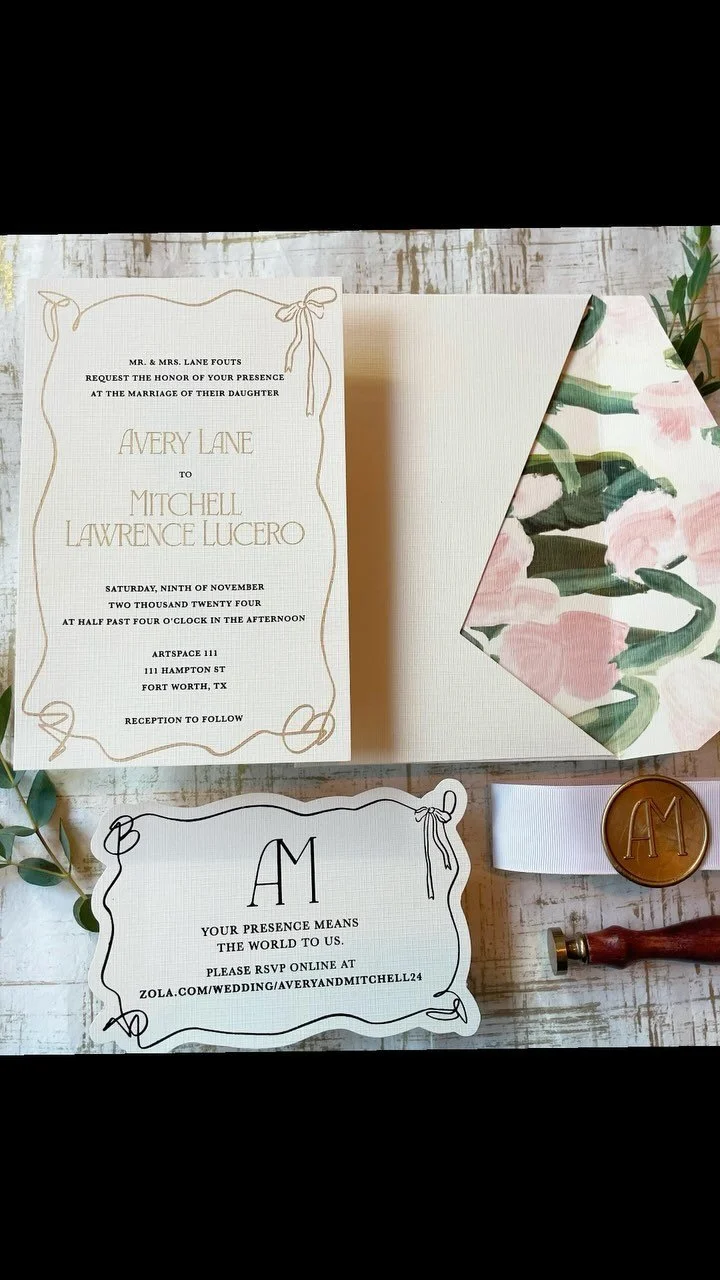 MR. & MRS. LANE FOUTS
REQUEST THE HONOR OF YOUR PRESENCE
AT THE MARRIAGE OF THEIR DAUGHTER
AVERY LANE
TO
MITCHELL
LAWRENCE LUCERO
SATURDAY, NINTH OF NOVEMBER
TWO THOUSAND TWENTY FOUR
AT HALF PAST FOUR O'CLOCK IN THE AFTERNOON
ARTSPACE 111
111 HAMPTON ST
FORT WORTH, TX
RECEPTION TO FOLLOW
AM
YOUR PRESENCE MEANS
THE WORLD TO US.
PLEASE RSVP ONLINE AT
ZOLA.COM/WEDDING/AVERYANDMITCHELL24
AM